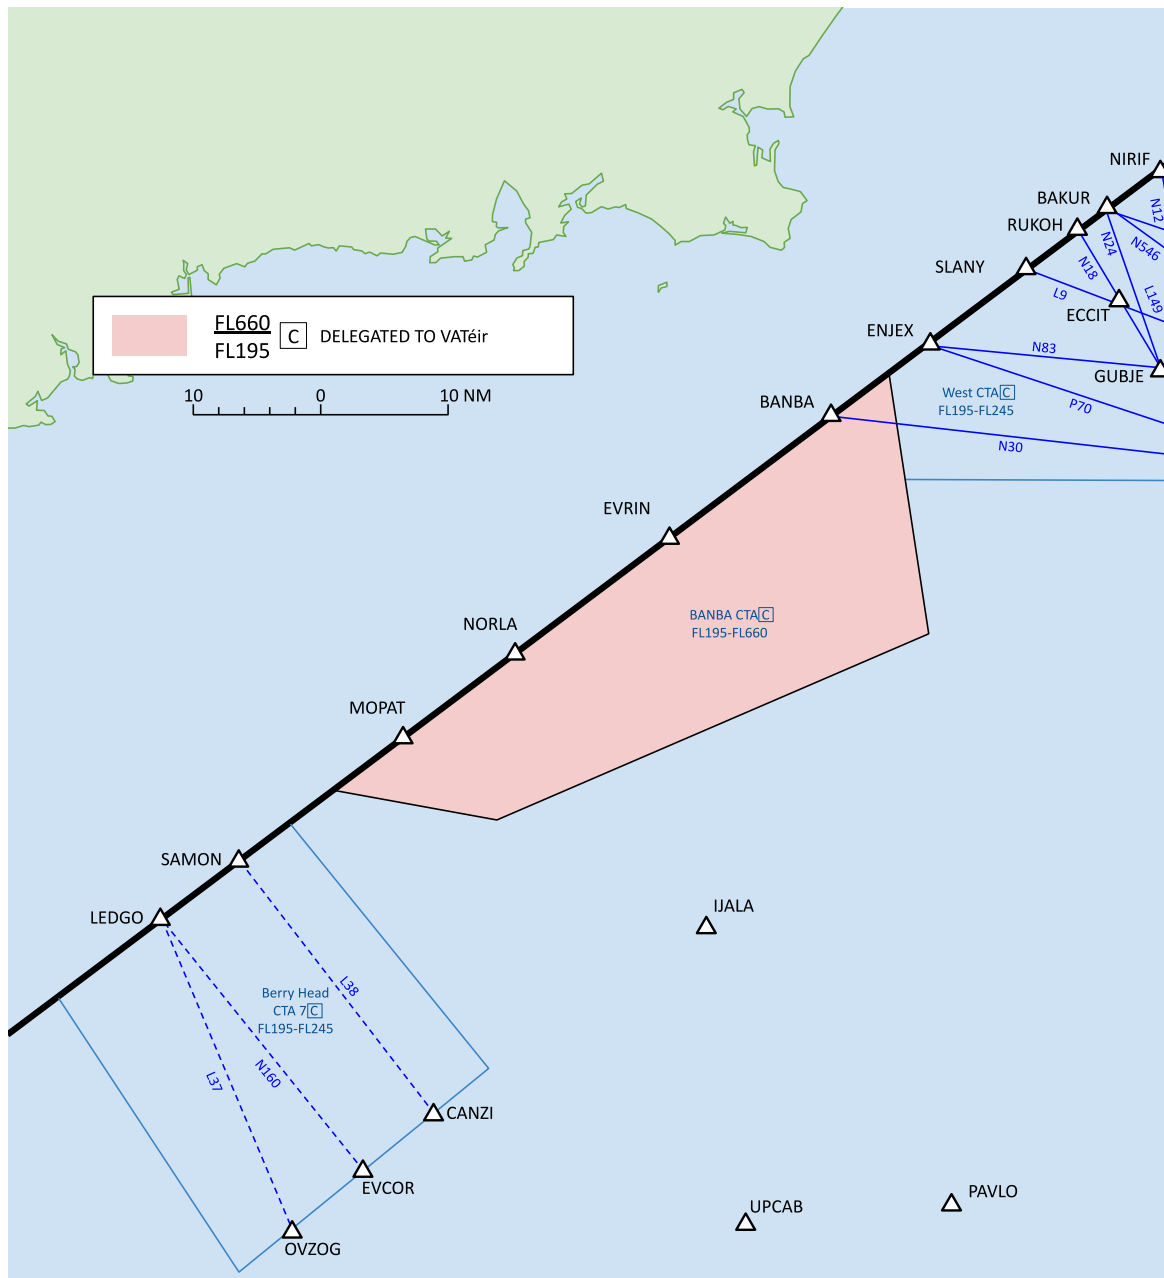 NIRIF
BAKUR
N12
RUKOH
N24
N546
SLANY
N18
L9
L149
ECCIT
FL660
FL195
C
DELEGATED TO VATéir
ENJEX
N83
GUBJE
10
0
10 NM
BANBA
West CTA C
FL195-FL245
P70
N30
EVRIN
BANBA CTA C
FL195-FL660
NORLA
MOPAT
SAMON
LEDGO
IJALA
L38
Berry Head
CTA 7 C
FL195-FL245
L37
N160
CANZI
EVCOR
PAVLO
UPCAB
OVZOG